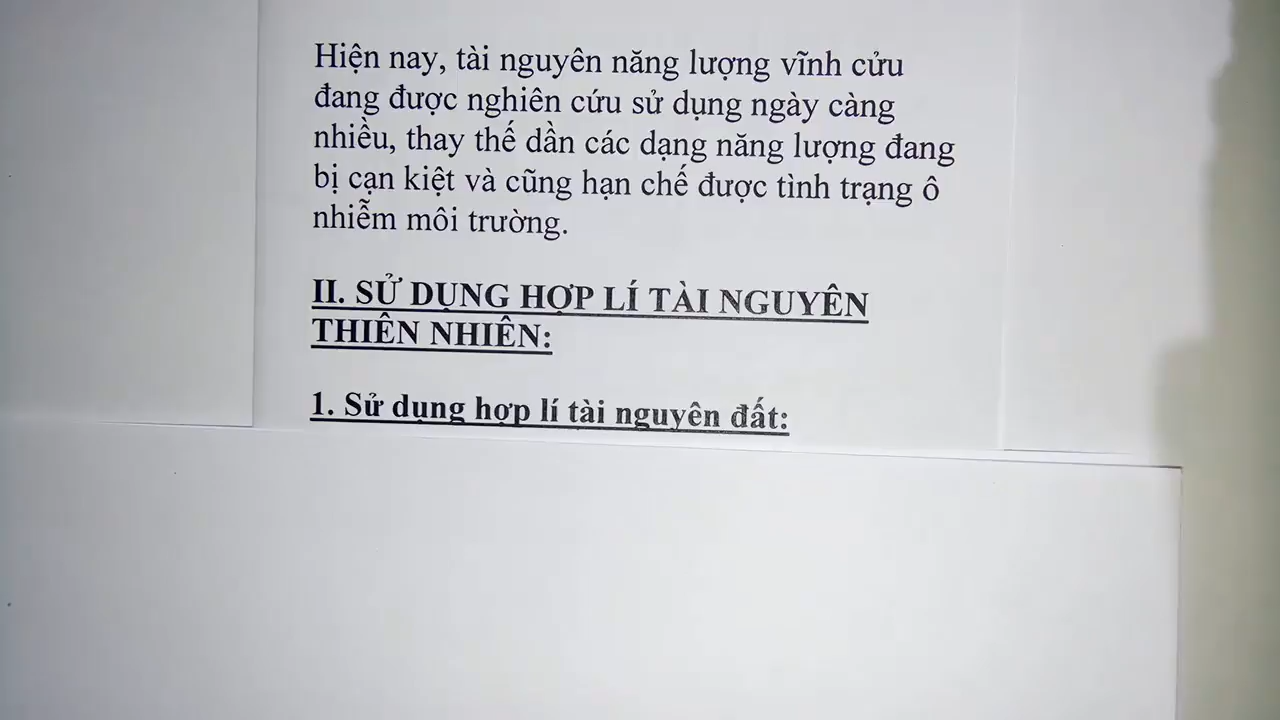 Hiện nay, tài nguyên năng lượng vĩnh cửu
đang được nghiên cứu sử dụng ngày càng
nhiều, thay thế dần các dạng năng lượng đang
bị cạn kiệt và cũng hạn chế được tình trạng ô
nhiễm môi trường.
II. SỬ DỤNG HỢP LÍ TÀI NGUYÊN
THIÊN NHIÊN:
1. Sử dụng hợp lí tài nguyên đất: